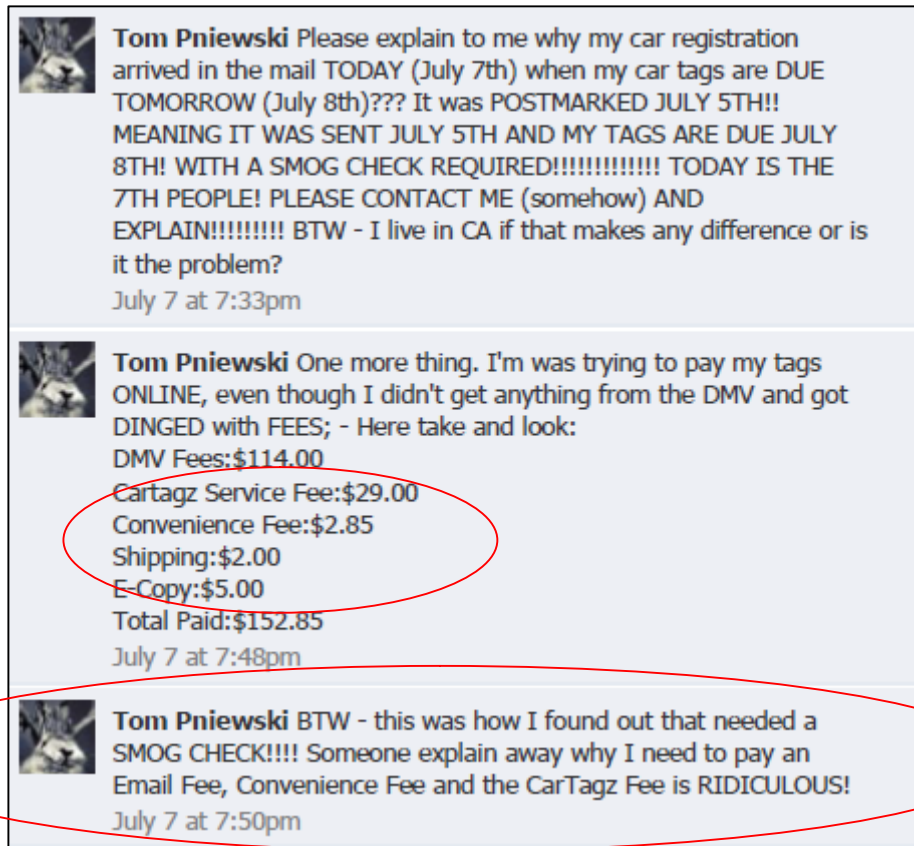 Tom Pniewski Please explain to me why my car registration
arrived in the mail TODAY (July 7th) when my car tags are DUE
TOMORROW (July 8th)??? It was POSTMARKED JULY 5TH!!
MEANING IT WAS SENT JULY 5TH AND MY TAGS ARE DUE JULY
8TH! WITH A SMOG CHECK REQUIRED!!!!!!!!!!!!! TODAY IS THE
7TH PEOPLE! PLEASE CONTACT ME (somehow) AND
EXPLAIN!!!!!!!!! BTW - I live in CA if that makes any difference or is
it the problem?
July 7 at 7:33pm
Tom Pniewski One more thing. I'm was trying to pay my tags
ONLINE, even though I didn't get anything from the DMV and got
DINGED with FEES; - Here take and look:
DMV Fees:$114.00
Cartagz Service Fee:$29.00
Convenience Fee:$2.85
Shipping:$2.00
E-Copy:$5.00
Total Paid:$152.85
July 7 at 7:48pm
Tom Pniewski BTW - this was how I found out that needed a
SMOG CHECK!!!! Someone explain away why I need to pay an
Email Fee, Convenience Fee and the CarTagz Fee is RIDICULOUS!
July 7 at 7:50pm